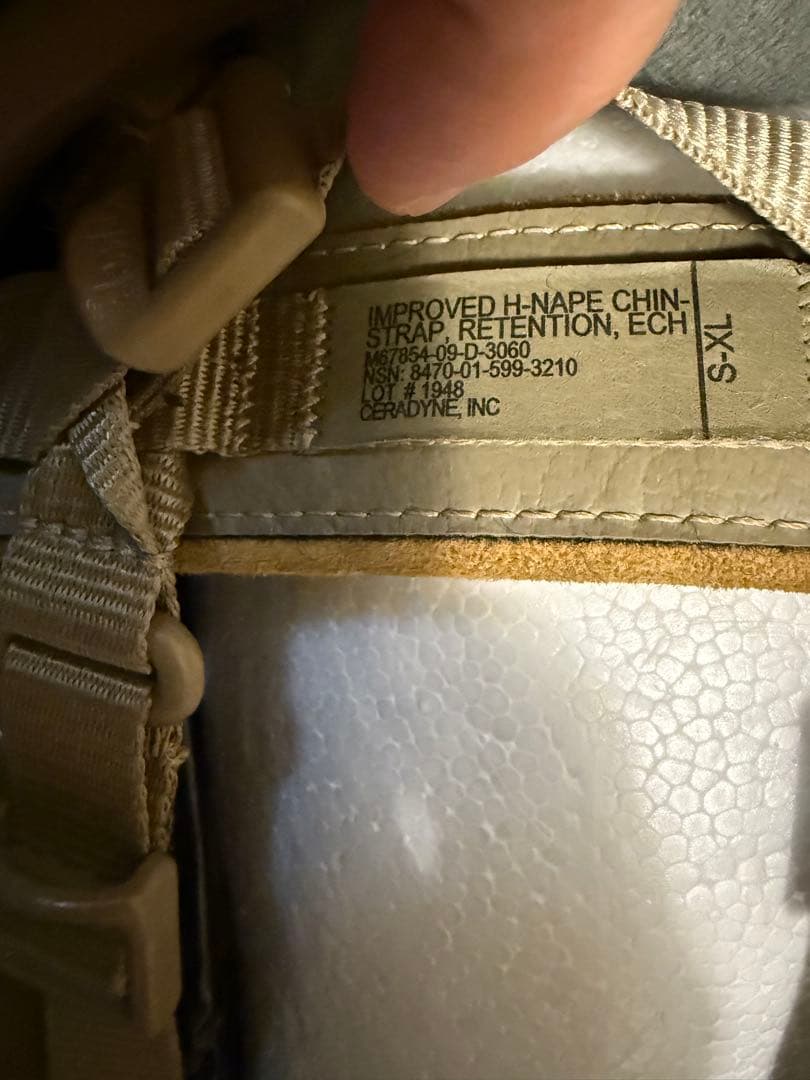 IMPROVED H-NAPE CHIN-
STRAP, RETENTION, ECH
M67854-09-D-3060
NSN: 8470-01-599-3210
LOT # 1948
CERADYNE, INC
S-XL